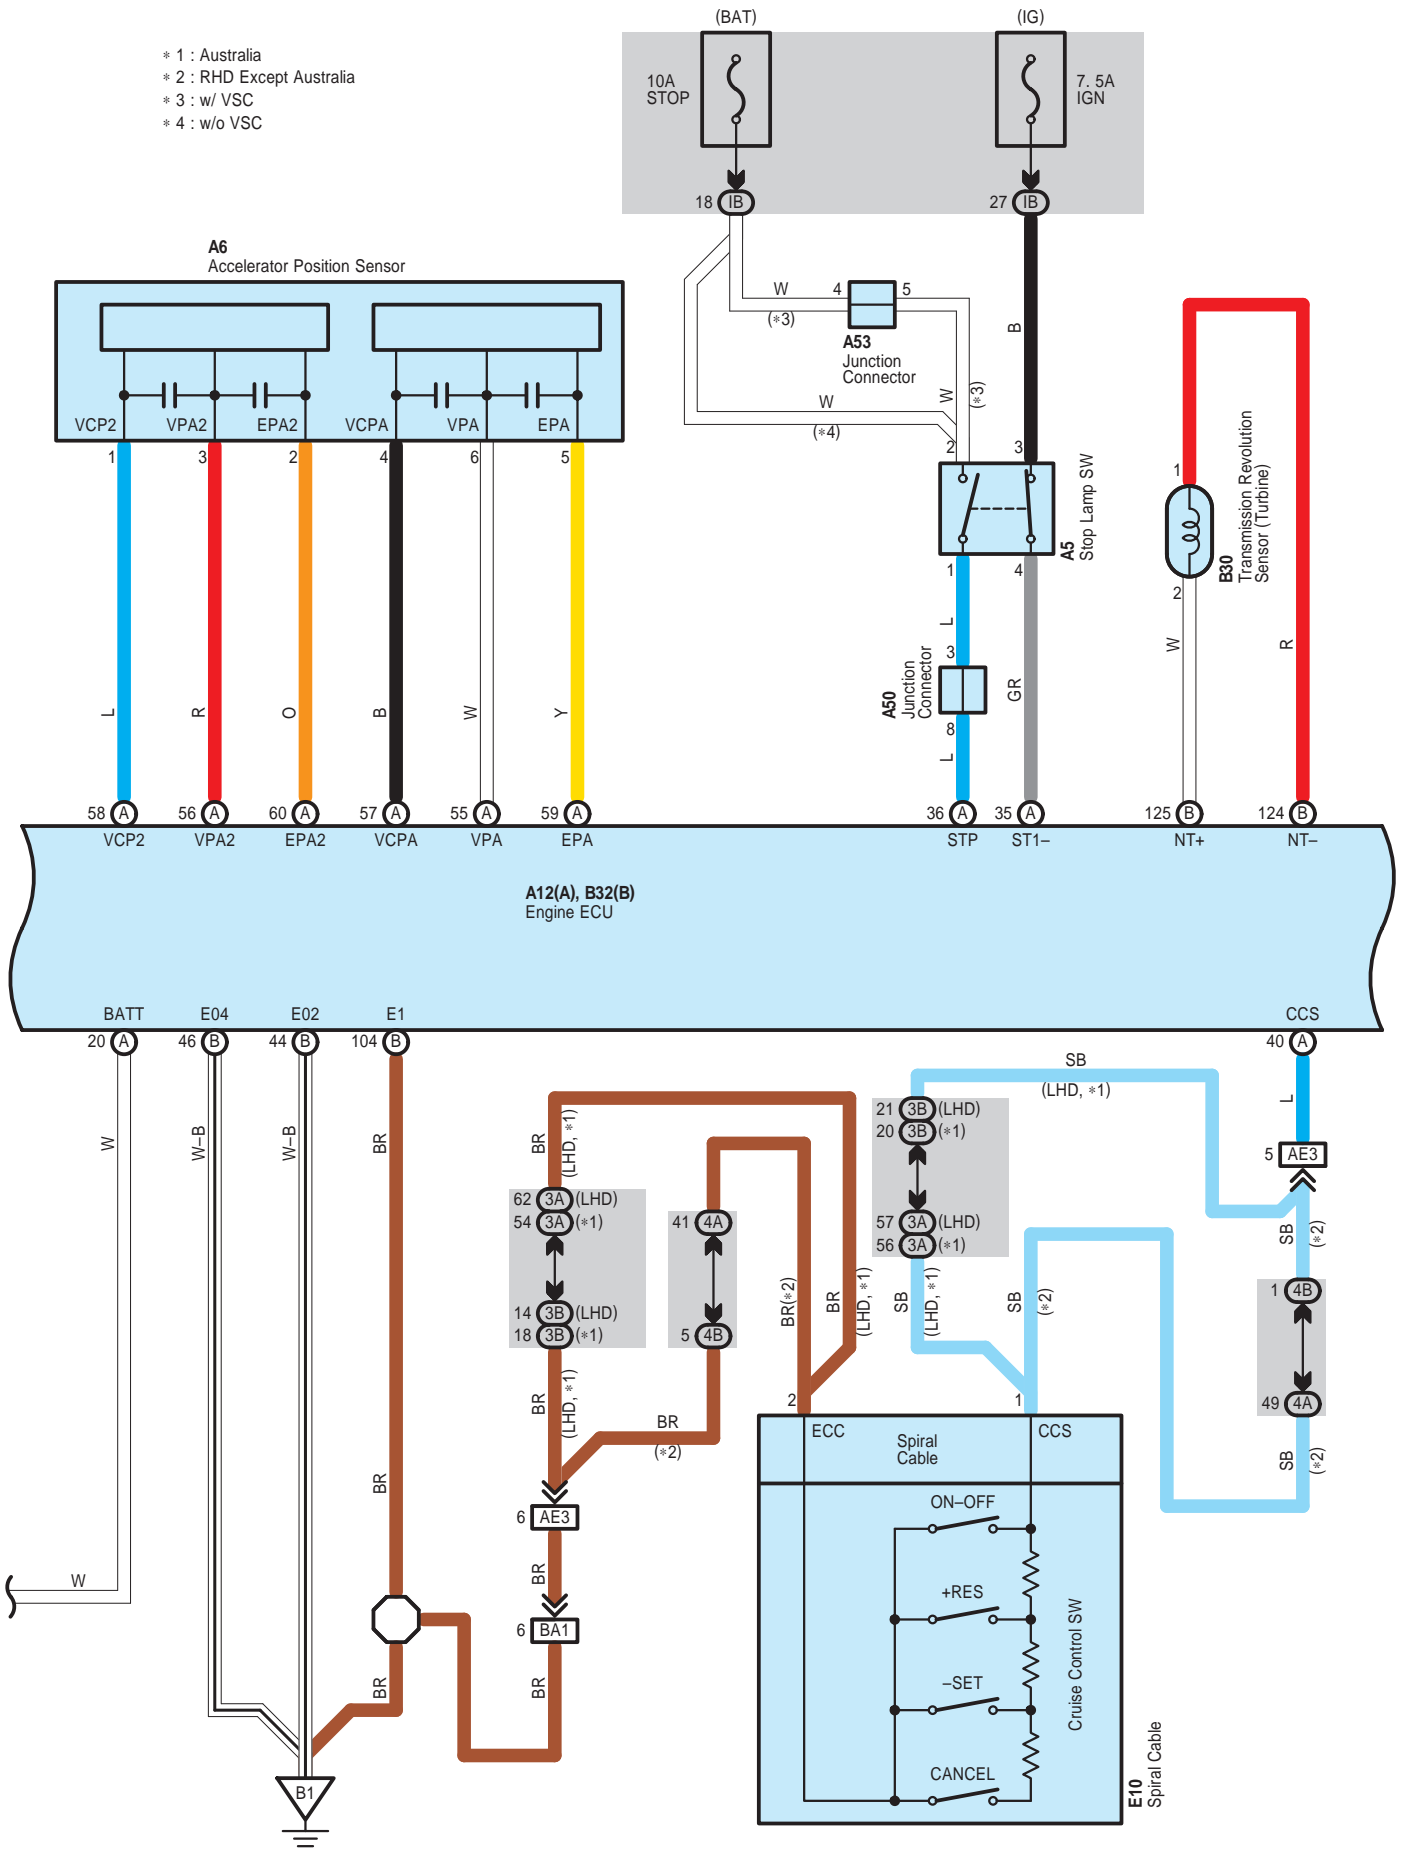 (BAT)
(IG)
∗ 1 : Australia
∗ 2 : RHD Except Australia
∗ 3 : w/ VSC
∗ 4 : w/o VSC
10A
STOP
7. 5A
IGN
18 IB
27 IB
A6
Accelerator Position Sensor
W
4
5
(∗3)
A53
Junction
Connector
B
W
(∗3)
W
(∗4)
VCP2
VPA2
EPA2
VCPA
VPA
EPA
1
3
2
4
6
5
2
3
A5
Stop Lamp SW
1
4
1
2
B30
Transmission Revolution
Sensor (Turbine)
L
R
O
B
W
Y
L
3
A50
Junction
Connector
8
L
GR
W
R
58 A
56 A
60 A
57 A
55 A
59 A
36 A
35 A
125 B
124 B
VCP2
VPA2
EPA2
VCPA
VPA
EPA
STP
ST1–
NT+
NT–
A12(A), B32(B)
Engine ECU
BATT
E04
E02
E1
CCS
20 A
46 B
44 B
104 B
40 A
W
W–B
W–B
BR
BR
(LHD, ∗1)
SB
(LHD, ∗1)
L
21 3B (LHD)
20 3B (∗1)
5 AE3
62 3A (LHD)
54 3A (∗1)
41 4A
57 3A (LHD)
56 3A (∗1)
SB
(∗2)
14 3B (LHD)
18 3B (∗1)
5 4B
BR(∗2)
BR
(LHD, ∗1)
SB
(LHD, ∗1)
SB
(∗2)
1 4B
49 4A
BR
(LHD, ∗1)
BR
(∗2)
2
1
ECC
Spiral
Cable
CCS
SB
(∗2)
BR
6 AE3
BR
6 BA1
BR
BR
W
ON–OFF
+RES
–SET
CANCEL
Cruise Control SW
E10
Spiral Cable
B1